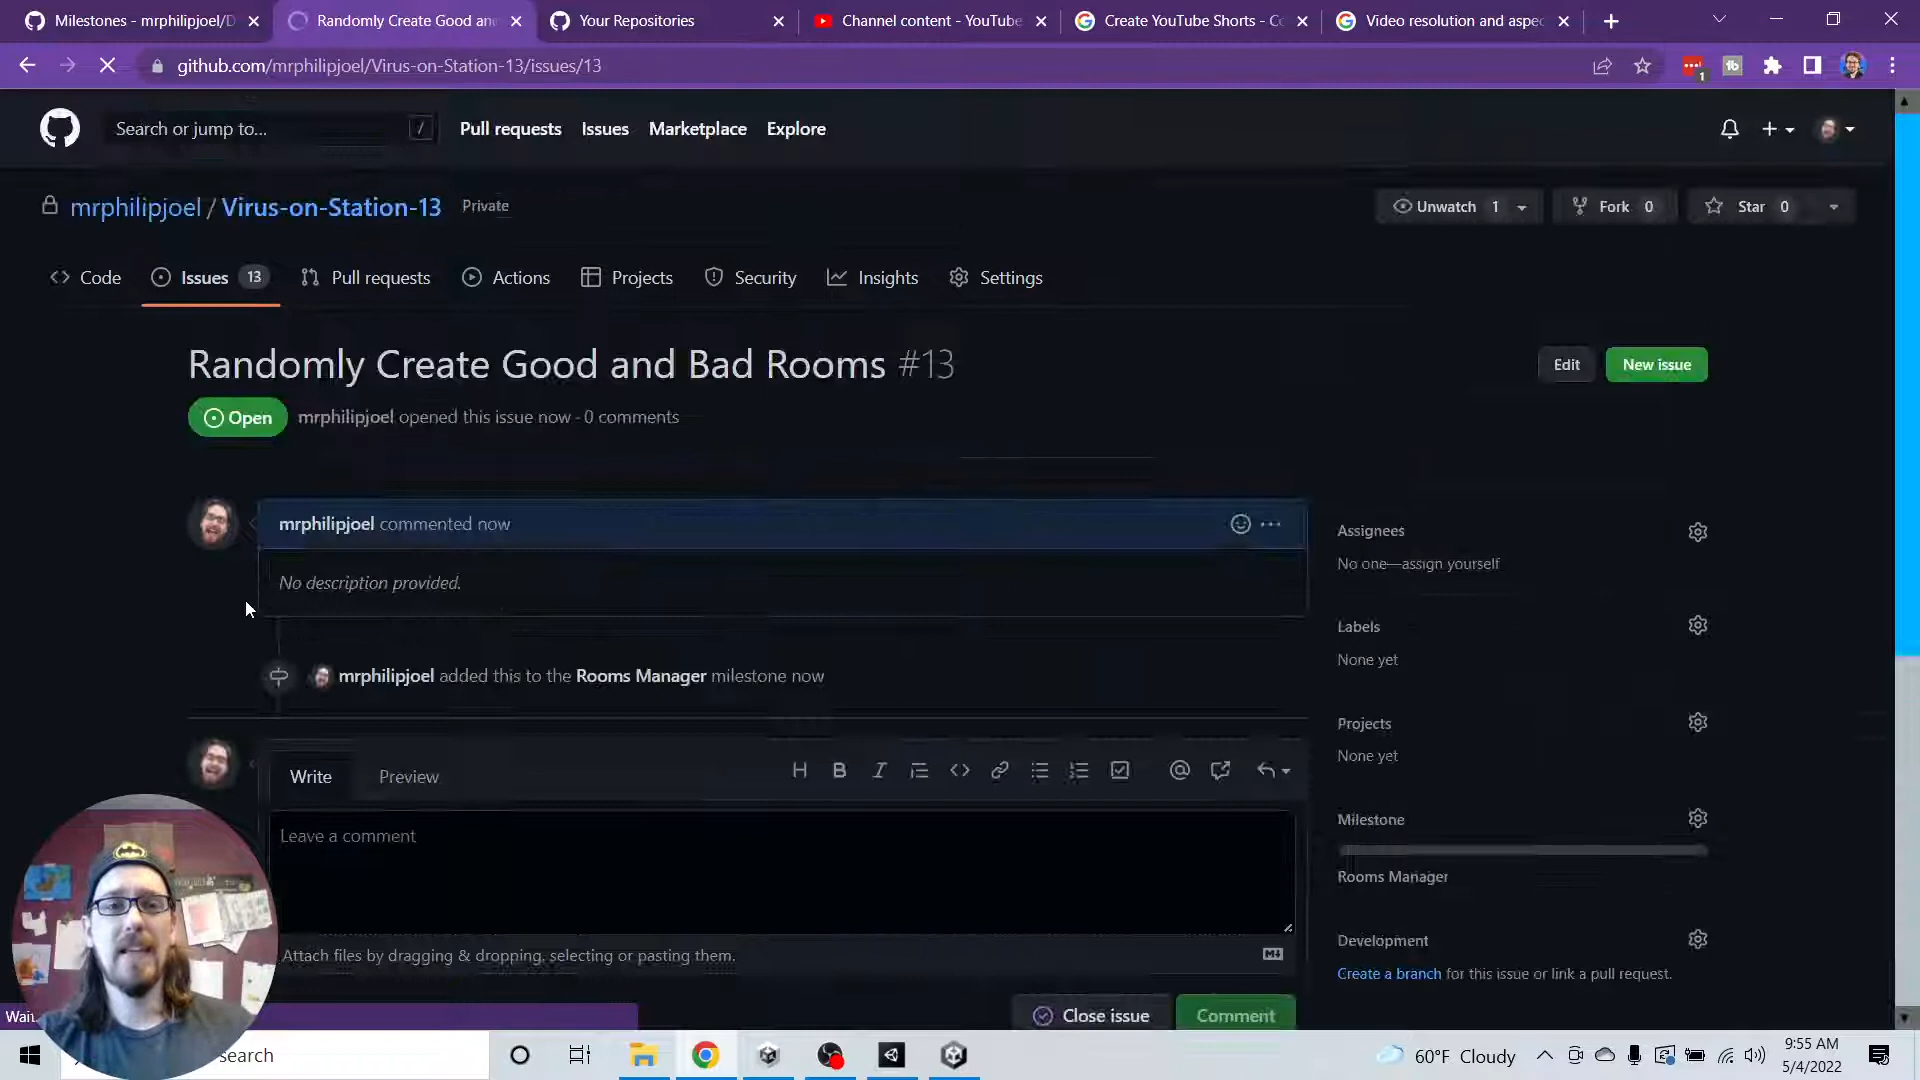 Milestones - mrphilipjoel/D
Randomly Create Good an
Your Repositories
Channel content - YouTube
Create YouTube Shorts - Co
Video resolution and aspec
github.com/mrphilipjoel/Virus-on-Station-13/issues/13
1
Search or jump to...
/
Pull requests
Issues
Marketplace
Explore
mrphilipjoel / Virus-on-Station-13
Private
Unwatch 1
Fork 0
Star 0
Code
Issues 13
Pull requests
Actions
Projects
Security
Insights
Settings
Randomly Create Good and Bad Rooms #13
Edit
New issue
Open
mrphilipjoel opened this issue now · 0 comments
mrphilipjoel commented now
No description provided.
mrphilipjoel added this to the Rooms Manager milestone now
Write
Preview
Leave a comment
Attach files by dragging & dropping, selecting or pasting them.
Close issue
Comment
Assignees
No one—assign yourself
Labels
None yet
Projects
None yet
Milestone
Rooms Manager
Development
Create a branch for this issue or link a pull request.
search
60°F Cloudy
9:55 AM
5/4/2022